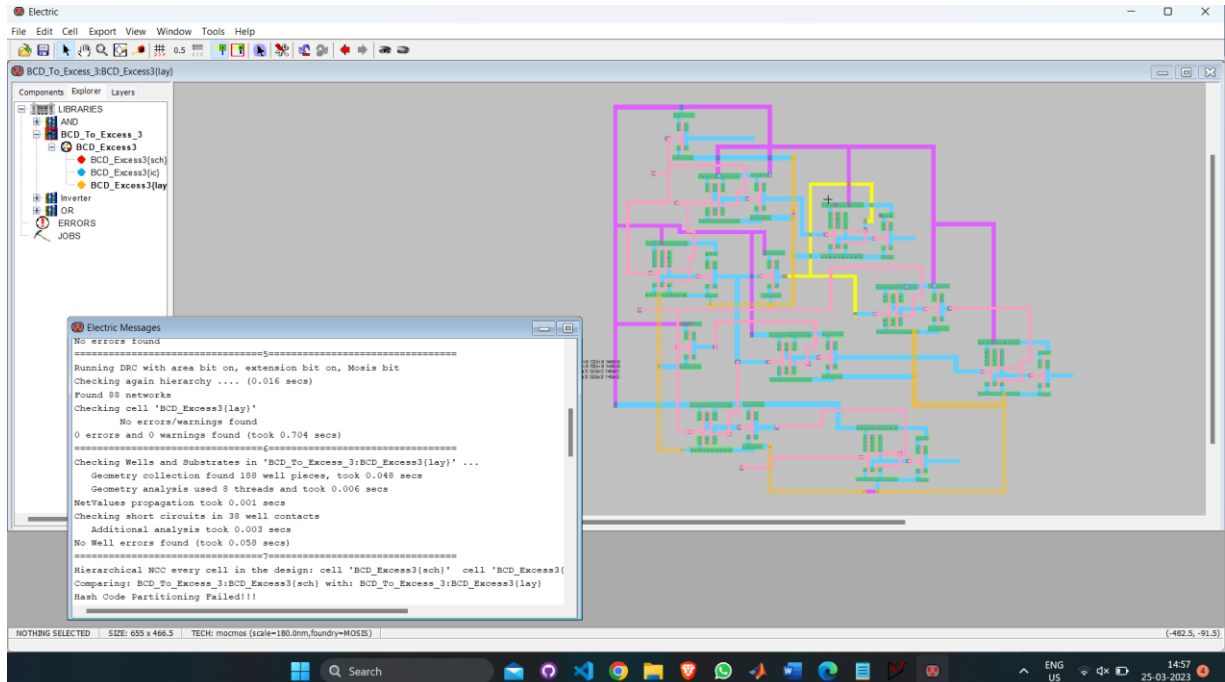 Electric
File Edit Cell Export View Window Tools Help
0.5
BCD_To_Excess_3:BCD_Excess3{lay}
Components Explorer Layers
LIBRARIES
AND
BCD_To_Excess_3
BCD_Excess3
BCD_Excess3{sch}
BCD_Excess3{ic}
BCD_Excess3{lay
Inverter
OR
ERRORS
JOBS
Electric Messages
No errors found
=================================5=================================
Running DRC with area bit on, extension bit on, Mosis bit
Checking again hierarchy .... (0.016 secs)
Found 88 networks
Checking cell 'BCD_Excess3{lay}'
No errors/warnings found
0 errors and 0 warnings found (took 0.704 secs)
=================================6=================================
Checking Wells and Substrates in 'BCD_To_Excess_3:BCD_Excess3{lay}' ...
Geometry collection found 188 well pieces, took 0.048 secs
Geometry analysis used 8 threads and took 0.006 secs
NetValues propagation took 0.001 secs
Checking short circuits in 38 well contacts
Additional analysis took 0.003 secs
No Well errors found (took 0.058 secs)
=================================7=================================
Hierarchical NCC every cell in the design: cell 'BCD_Excess3{sch}' cell 'BCD_Excess3{
Comparing: BCD_To_Excess_3:BCD_Excess3{sch} with: BCD_To_Excess_3:BCD_Excess3{lay}
Hash Code Partitioning Failed!!!
NOTHING SELECTED SIZE: 655 x 466.5 TECH: mocmos (scale=180.0nm,foundry=MOSIS) (-482.5, -91.5)
Search
ENG
US
14:57
25-03-2023
4